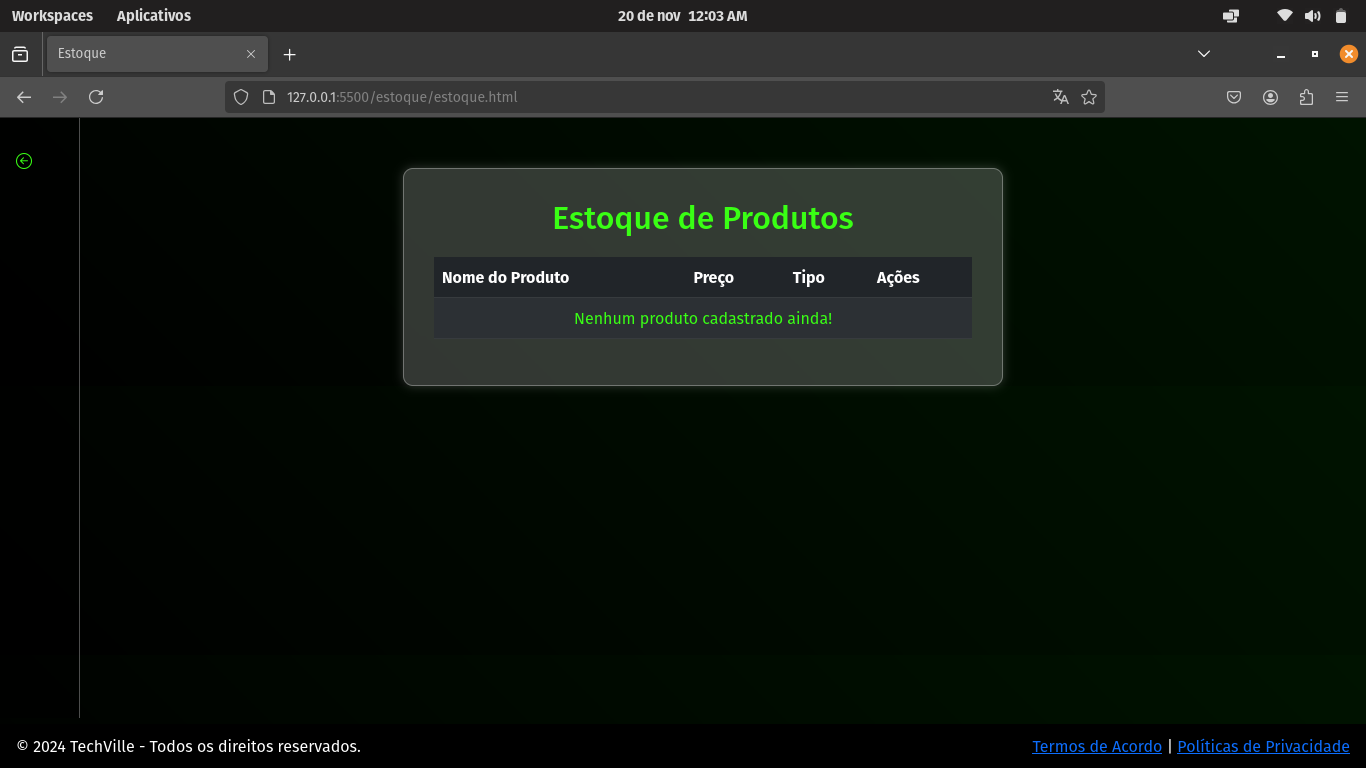 Workspaces Aplicativos 20 de nov 12:03 AM
Estoque
127.0.0.1:5500/estoque/estoque.html
Estoque de Produtos
Nome do Produto Preço Tipo Ações
Nenhum produto cadastrado ainda!
© 2024 TechVille - Todos os direitos reservados. Termos de Acordo | Políticas de Privacidade